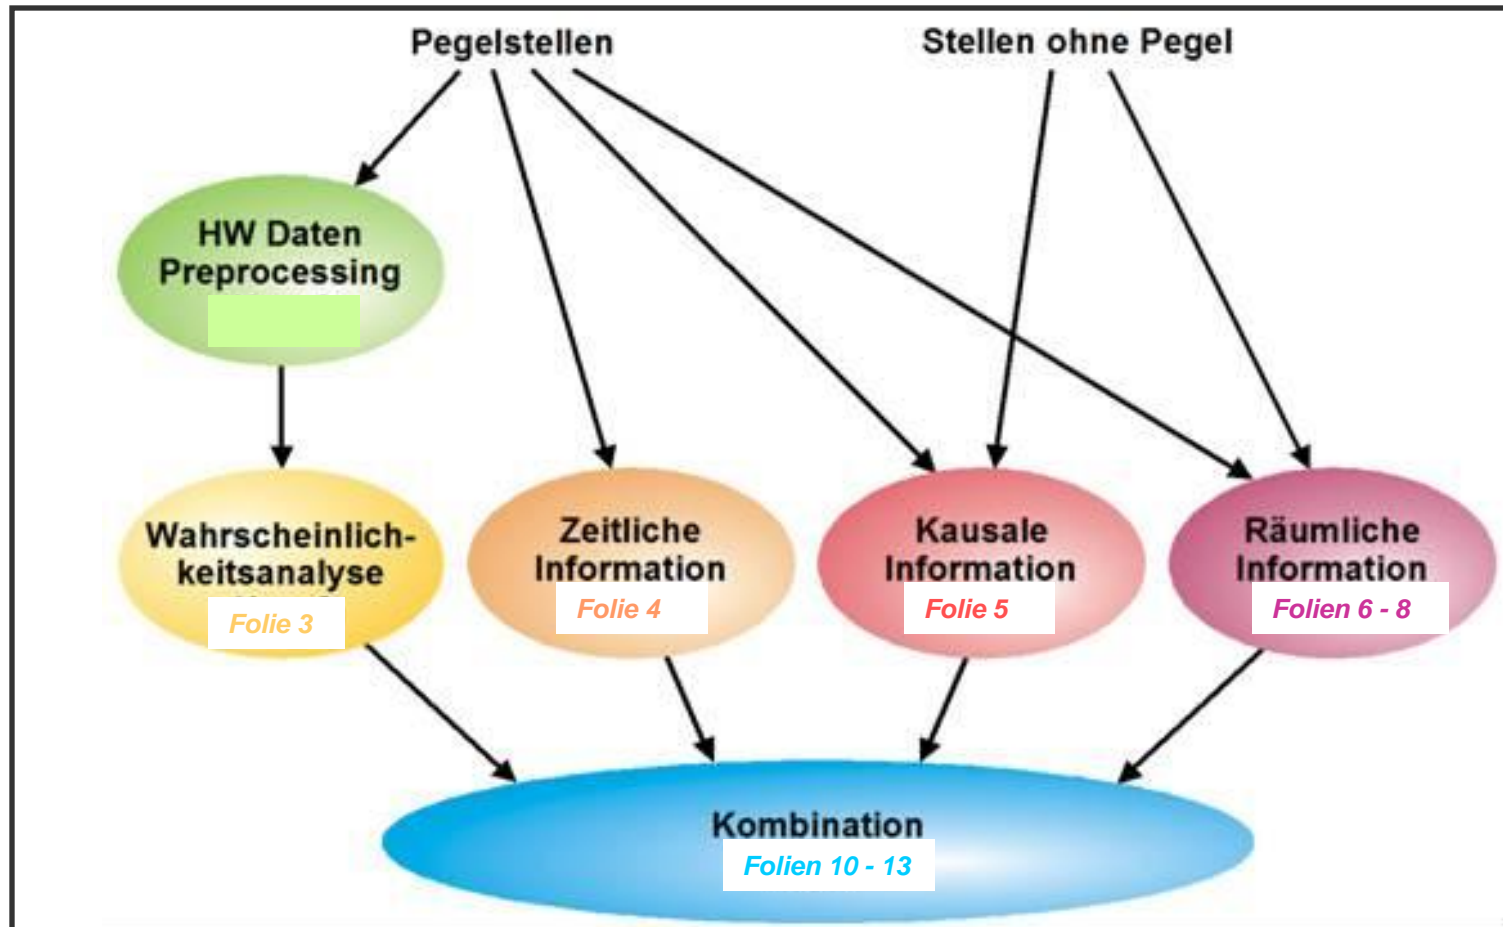 Pegelstellen
Stellen ohne Pegel
HW Daten
Preprocessing
Wahrscheinlich-
keitsanalyse
Folie 3
Zeitliche
Information
Folie 4
Kausale
Information
Folie 5
Räumliche
Information
Folien 6 - 8
Kombination
Folien 10 - 13